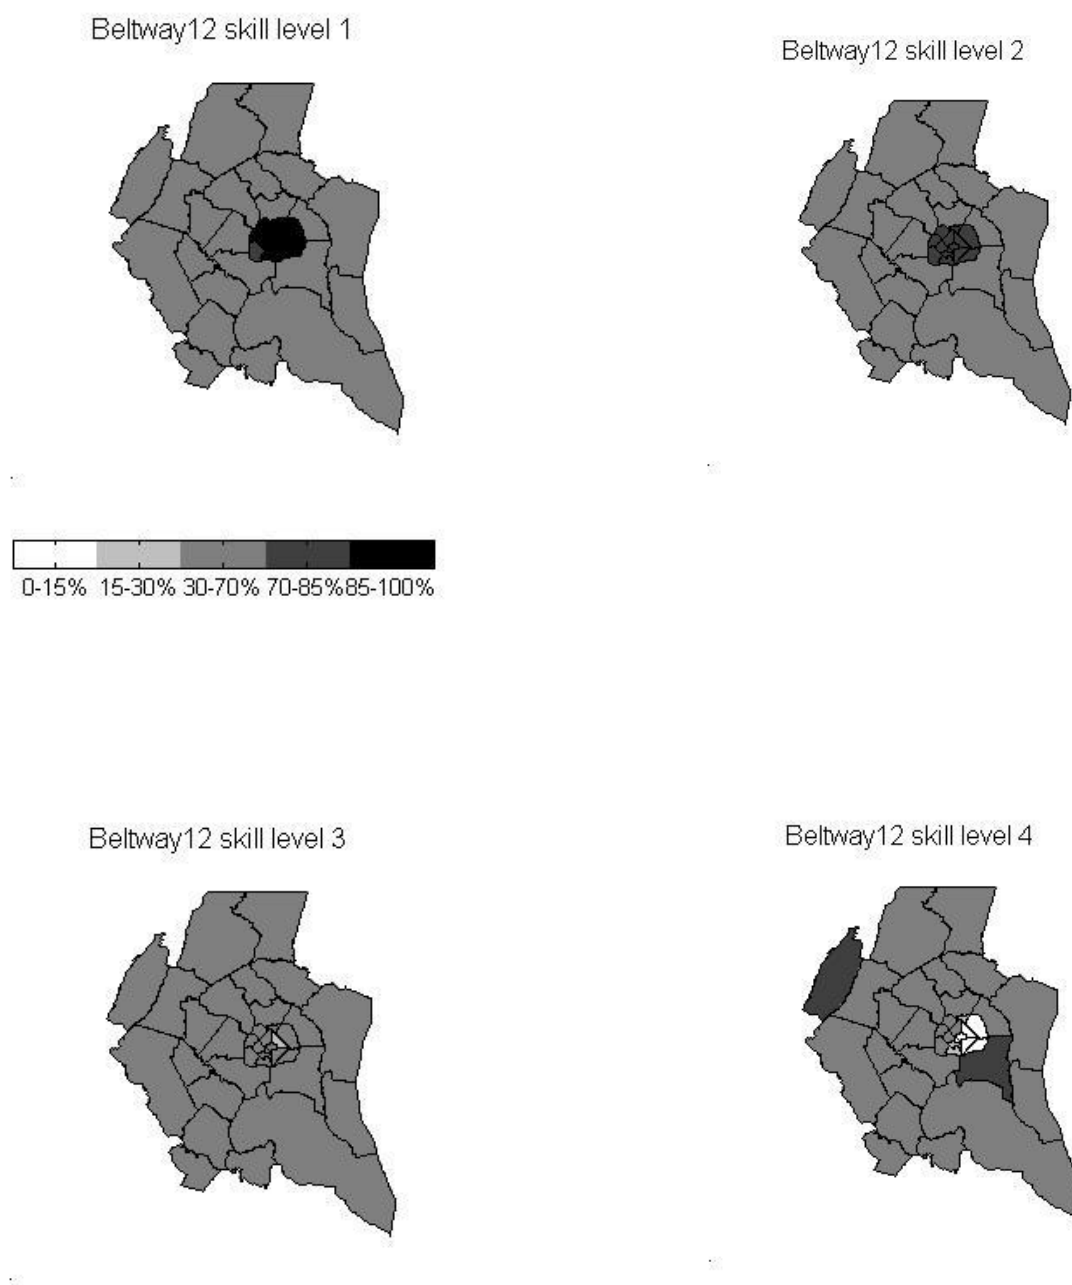 Beltway12 skill level 1
Beltway12 skill level 2
0-15% 15-30% 30-70% 70-85% 85-100%
Beltway12 skill level 3
Beltway12 skill level 4